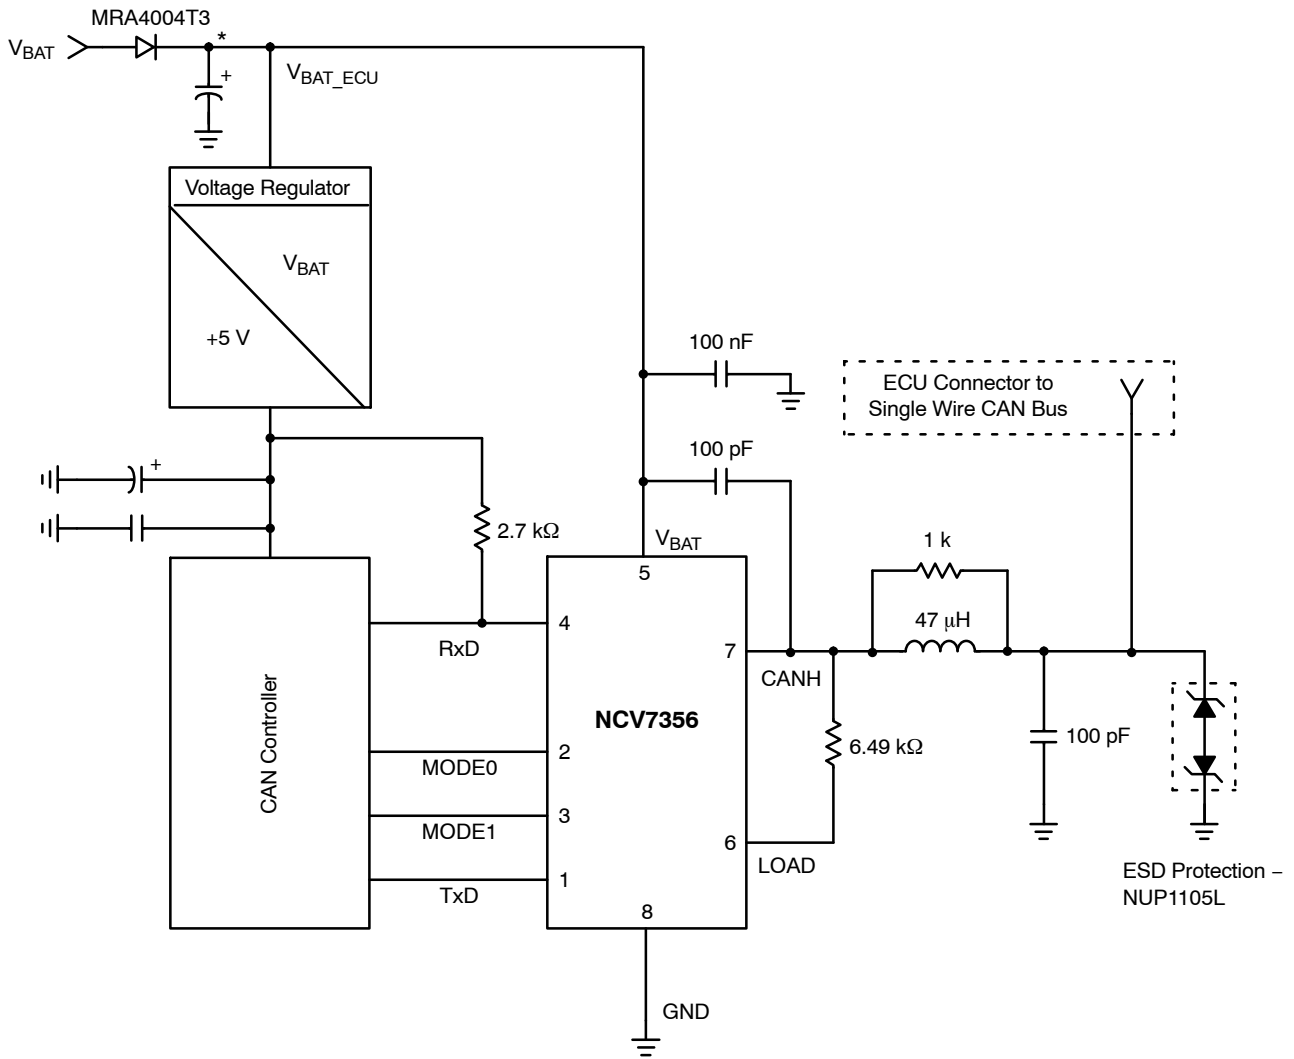 MRA4004T3
VBAT
*
+
VBAT_ECU
Voltage Regulator
VBAT
+5 V
100 nF
ECU Connector to
Single Wire CAN Bus
100 pF
+
2.7 kΩ
VBAT
5
1 k
47 μH
4
RxD
7
CANH
CAN Controller
NCV7356
6.49 kΩ
100 pF
2
MODE0
3
MODE1
6
LOAD
1
TxD
8
ESD Protection –
NUP1105L
GND